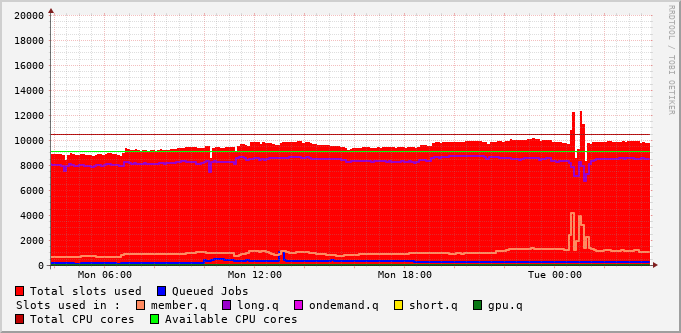 20000
18000
16000
14000
12000
10000
8000
6000
4000
2000
0
Mon 06:00 Mon 12:00 Mon 18:00 Tue 00:00
Total slots used Queued Jobs
Slots used in : member.q long.q ondemand.q short.q gpu.q
Total CPU cores Available CPU cores
RRDTOOL / TOBI OETIKER